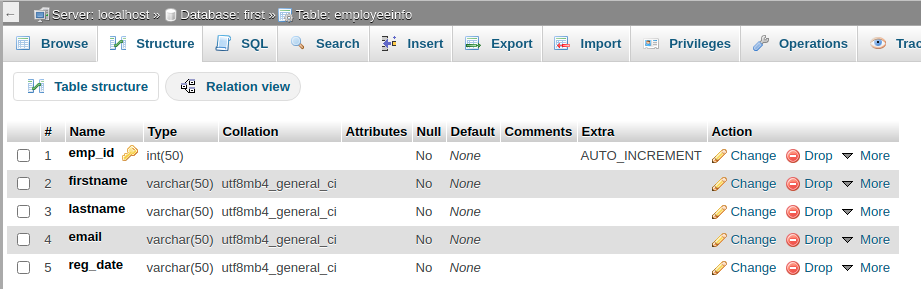 ← Server: localhost » Database: first » Table: employeeinfo
Browse Structure SQL Search Insert Export Import Privileges Operations Trac
Table structure Relation view
# Name Type Collation Attributes Null Default Comments Extra Action
1 emp_id int(50) No None AUTO_INCREMENT Change Drop More
2 firstname varchar(50) utf8mb4_general_ci No None Change Drop More
3 lastname varchar(50) utf8mb4_general_ci No None Change Drop More
4 email varchar(50) utf8mb4_general_ci No None Change Drop More
5 reg_date varchar(50) utf8mb4_general_ci No None Change Drop More